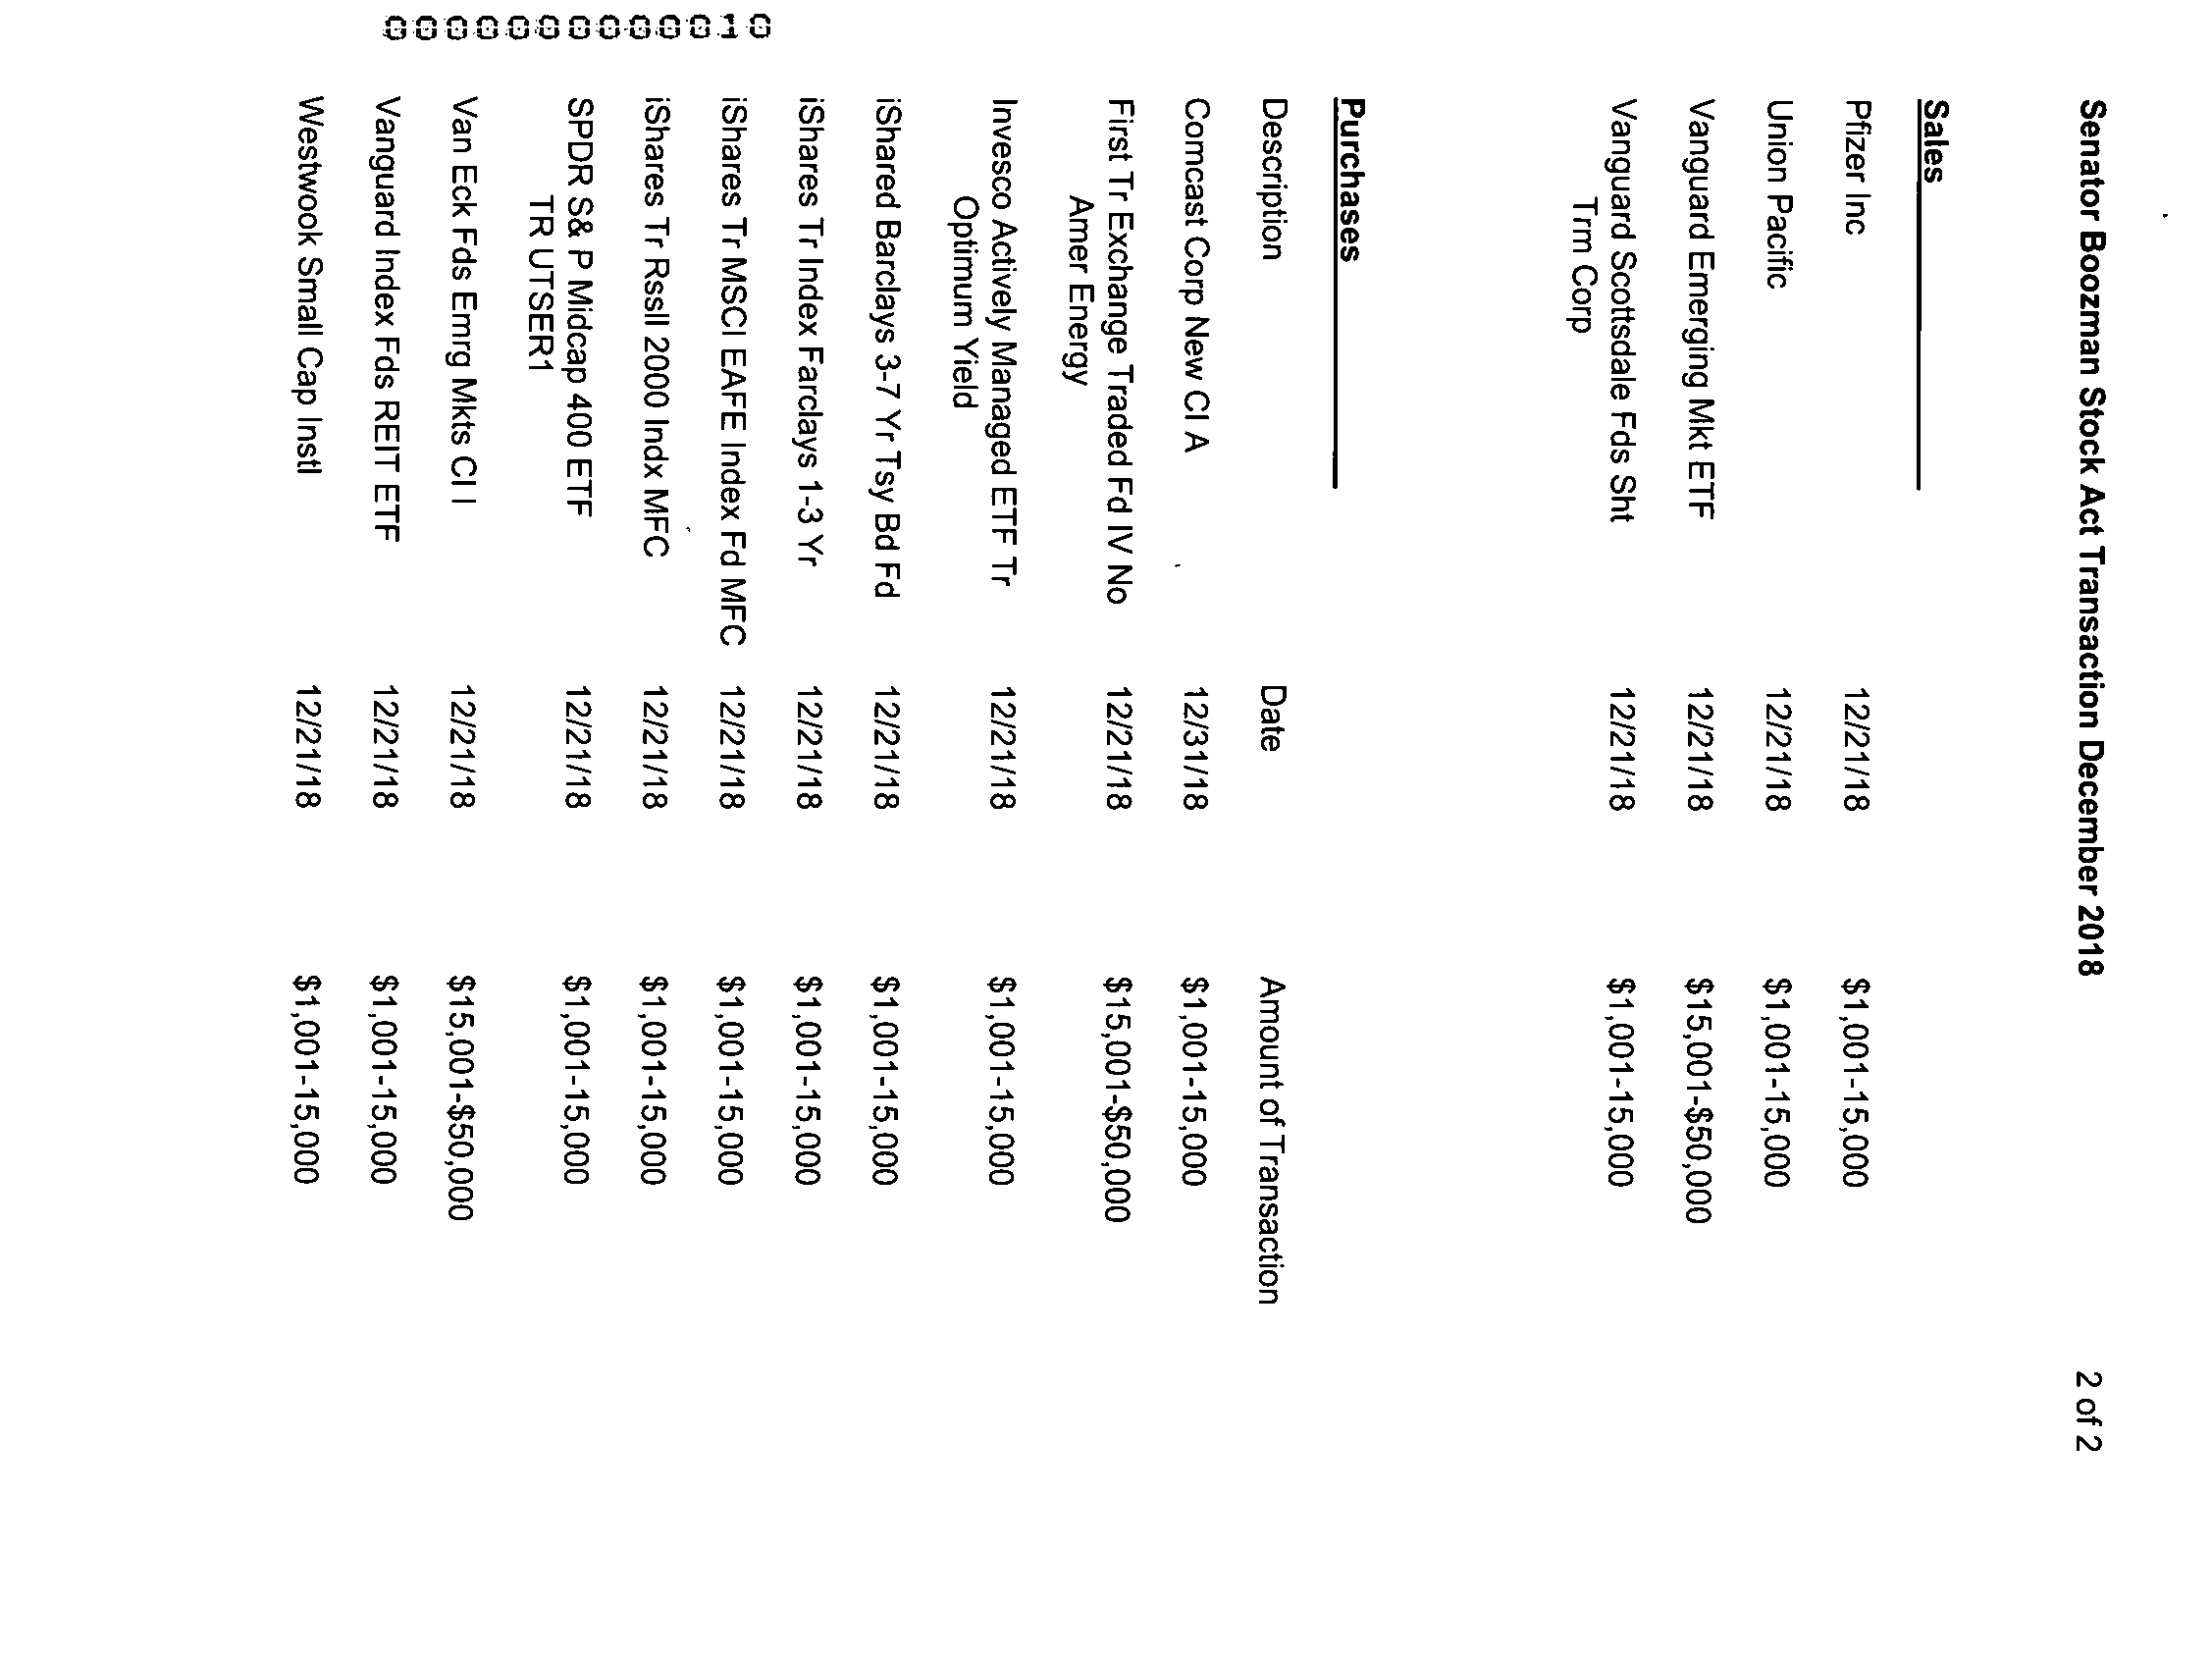 Senator Boozman Stock Act Transaction December 2018 2 of 2
Sales
Pfizer Inc 12/21/18 $1,001-15,000
Union Pacific 12/21/18 $1,001-15,000
Vanguard Emerging Mkt ETF 12/21/18 $15,001-$50,000
Vanguard Scottsdale Fds Sht 12/21/18 $1,001-15,000
Trm Corp
Purchases
Description Date Amount of Transaction
Comcast Corp New Cl A 12/31/18 $1,001-15,000
First Tr Exchange Traded Fd IV No 12/21/18 $15,001-$50,000
Amer Energy
Invesco Actively Managed ETF Tr 12/21/18 $1,001-15,000
Optimum Yield
iShared Barclays 3-7 Yr Tsy Bd Fd 12/21/18 $1,001-15,000
iShares Tr Index Farclays 1-3 Yr 12/21/18 $1,001-15,000
iShares Tr MSCI EAFE Index Fd MFC 12/21/18 $1,001-15,000
iShares Tr Rssll 2000 Indx MFC 12/21/18 $1,001-15,000
SPDR S& P Midcap 400 ETF 12/21/18 $1,001-15,000
TR UTSER1
Van Eck Fds Emrg Mkts Cl I 12/21/18 $15,001-$50,000
Vanguard Index Fds REIT ETF 12/21/18 $1,001-15,000
Westwook Small Cap Instl 12/21/18 $1,001-15,000
0000000000010